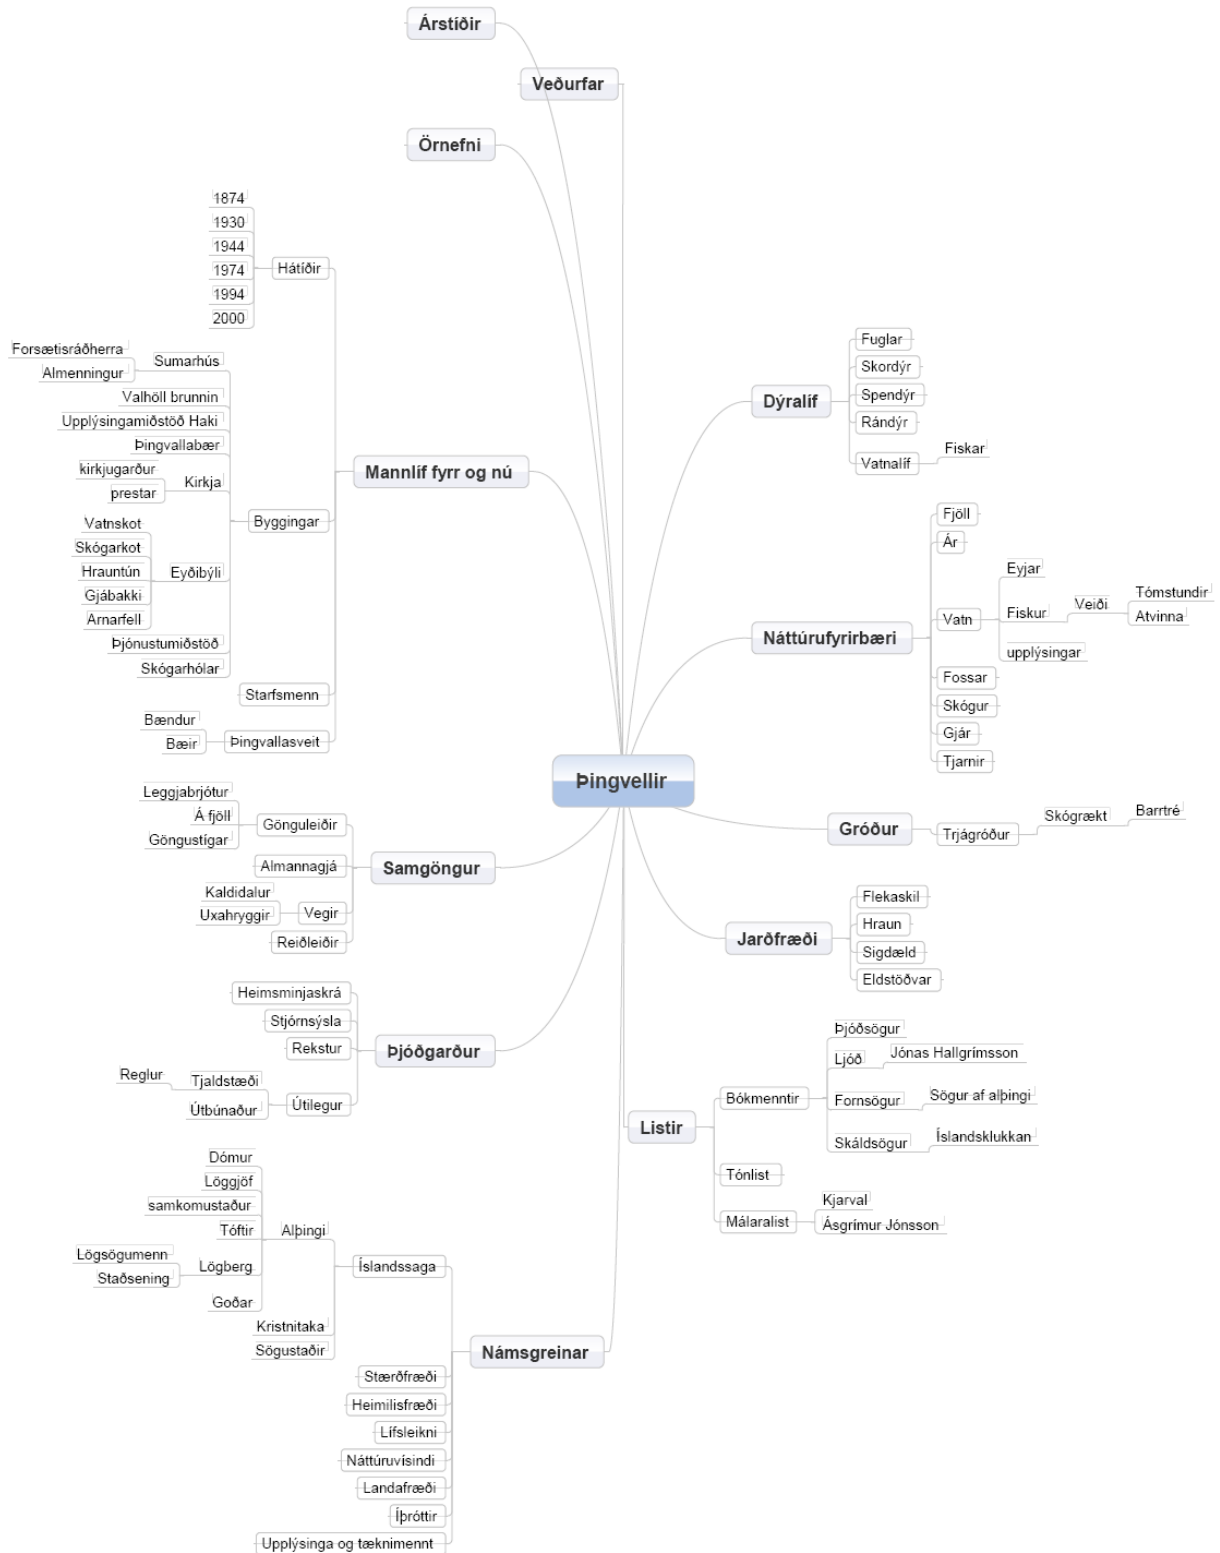 Árstíðir
Veðurfar
Örnefni
Mannlíf fyrr og nú
Hátíðir
1874
1930
1944
1974
1994
2000
Byggingar
Sumarhús
Forsætisráðherra
Almenningur
Valhöll brunnin
Upplýsingamiðstöð Haki
Þingvallabær
Kirkja
kirkjugarður
prestar
Eyðibýli
Vatnskot
Skógarkot
Hrauntún
Gjábakki
Arnarfell
Þjónustumiðstöð
Skógarhólar
Starfsmenn
Þingvallasveit
Bændur
Bæir
Þingvellir
Samgöngur
Gönguleiðir
Leggjabrjótur
Á fjöll
Göngustígar
Almannagjá
Vegir
Kaldidalur
Uxahryggir
Reiðleiðir
Þjóðgarður
Heimsminjaskrá
Stjórnsýsla
Rekstur
Útilegur
Tjaldstæði
Reglur
Útbúnaður
Námsgreinar
Íslandssaga
Alþingi
Dómur
Löggjöf
samkomustaður
Tóftir
Lögberg
Lögsögumenn
Staðsening
Goðar
Kristnitaka
Sögustaðir
Stærðfræði
Heimilisfræði
Lífsleikni
Náttúruvísindi
Landafræði
Íþróttir
Upplýsinga og tæknimennt
Dýralíf
Fuglar
Skordýr
Spendýr
Rándýr
Vatnalíf
Fiskar
Náttúrufyrirbæri
Fjöll
Ár
Vatn
Eyjar
Fiskur
Veiði
Tómstundir
Atvinna
upplýsingar
Fossar
Skógur
Gjár
Tjarnir
Gróður
Trjágróður
Skógrækt
Barrtré
Jarðfræði
Flekaskil
Hraun
Sigdæld
Eldstöðvar
Listir
Bókmenntir
Þjóðsögur
Ljóð
Jónas Hallgrímsson
Fornsögur
Sögur af alþingi
Skáldsögur
Íslandsklukkan
Tónlist
Málaralist
Kjarval
Ásgrímur Jónsson